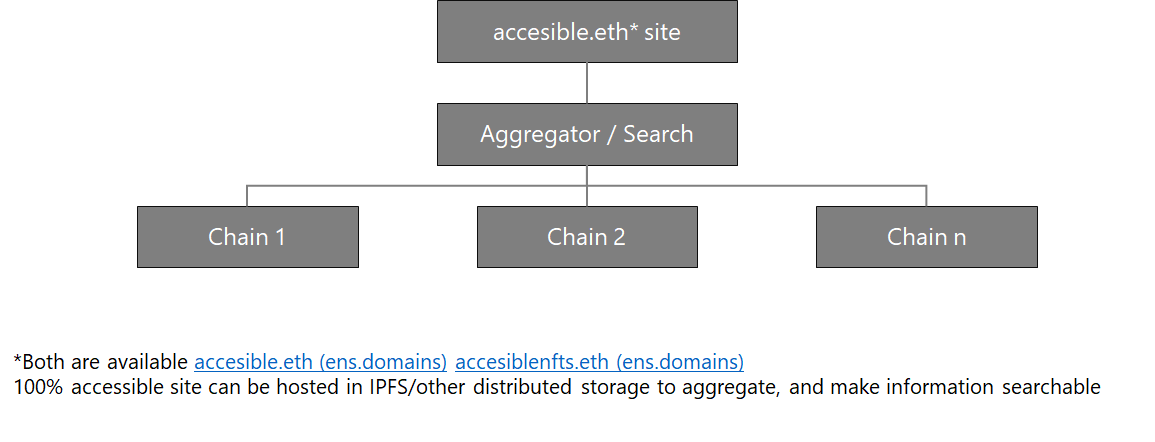 accesible.eth* site
Aggregator / Search
Chain 1
Chain 2
Chain n
*Both are available accesible.eth (ens.domains) accesiblenfts.eth (ens.domains)
100% accessible site can be hosted in IPFS/other distributed storage to aggregate, and make information searchable